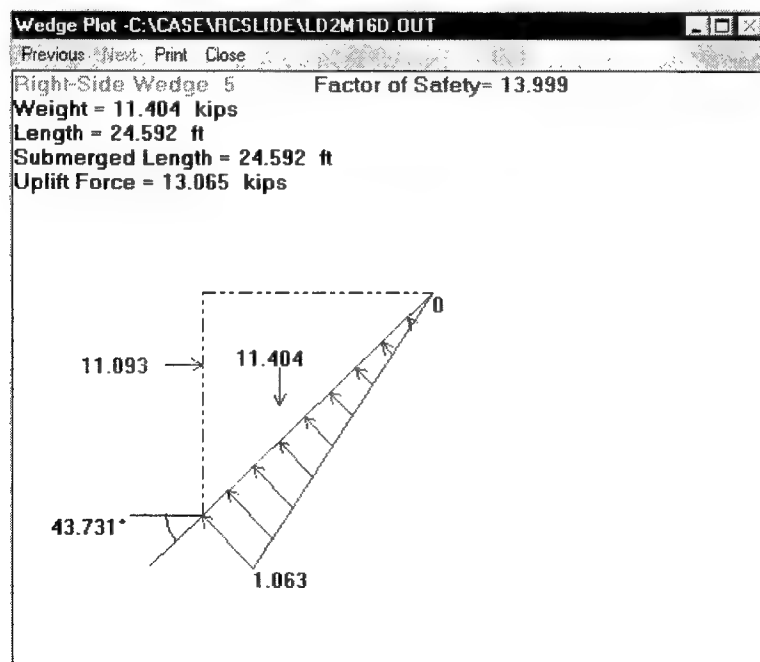 Wedge Plot -C:\CASE\RCSLIDE\LD2M16D.OUT
Previous Next Print Close
Right-Side Wedge 5 Factor of Safety= 13.999
Weight = 11.404 kips
Length = 24.592 ft
Submerged Length = 24.592 ft
Uplift Force = 13.065 kips
0
11.093
11.404
43.731°
1.063